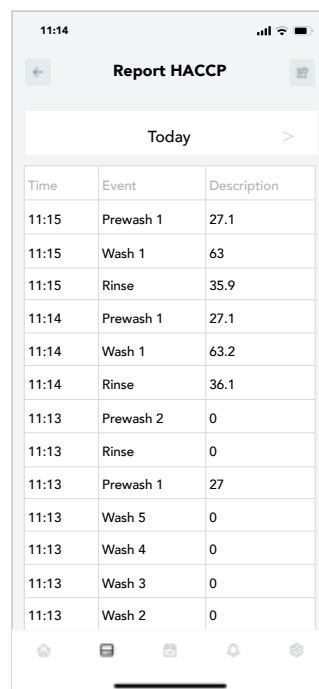 11:14
Report HACCP
Today >
Time Event Description
11:15 Prewash 1 27.1
11:15 Wash 1 63
11:15 Rinse 35.9
11:14 Prewash 1 27.1
11:14 Wash 1 63.2
11:14 Rinse 36.1
11:13 Prewash 2 0
11:13 Rinse 0
11:13 Prewash 1 27
11:13 Wash 5 0
11:13 Wash 4 0
11:13 Wash 3 0
11:13 Wash 2 0